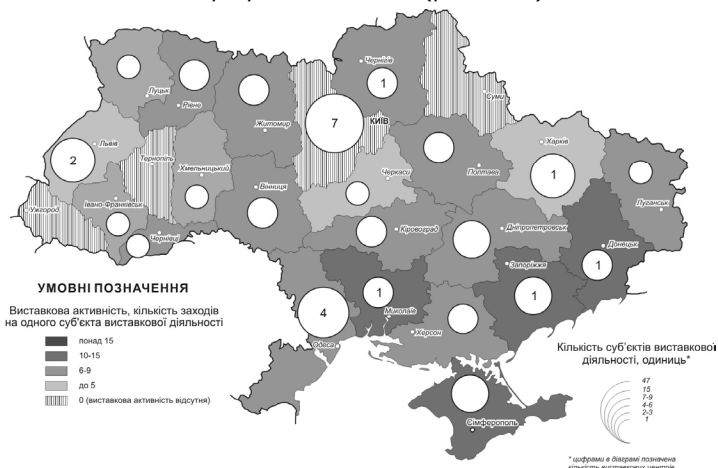 Чернігів
1
Луцьк
Рівне
Житомир
7
КИЇВ
Суми
Львів
2
Тернопіль
Хмельницький
Вінниця
Черкаси
Полтава
Харків
1
Луганськ
Ужгород
Івано-Франківськ
Чернівці
Кіровоград
Дніпропетровськ
Донецьк
1
Запоріжжя
1
Миколаїв
1
4
Одеса
Херсон
Сімферополь
УМОВНІ ПОЗНАЧЕННЯ
Виставкова активність, кількість заходів
на одного суб'єкта виставкової діяльності
понад 15
10-15
6-9
до 5
0 (виставкова активність відсутня)
Кількість суб'єктів виставкової
діяльності, одиниць*
47
15
7-9
4-6
2-3
1
* цифрами в діаграмі позначена
кількість виставкових центрів